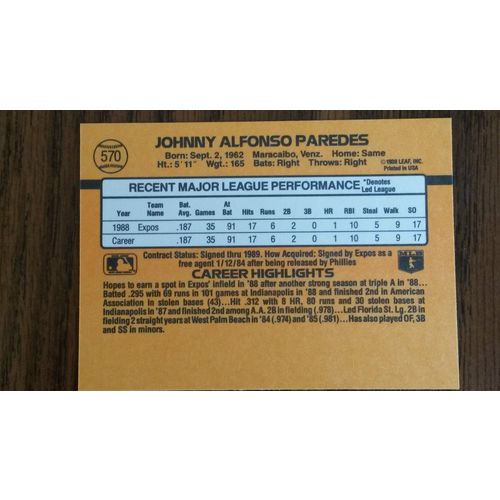 570
JOHNNY ALFONSO PAREDES
Born: Sept. 2, 1962 Maracaibo, Venz. Home: Same
Ht.: 5' 11" Wgt.: 165 Bats: Right Throws: Right
©1988 LEAF, INC.
Printed in USA
RECENT MAJOR LEAGUE PERFORMANCE *Denotes Led League
Year Team Name Bat. Avg. Games At Bat Hits Runs 2B 3B HR RBI Steal Walk SO
1988 Expos .187 35 91 17 6 2 0 1 10 5 9 17
Career .187 35 91 17 6 2 0 1 10 5 9 17
Contract Status: Signed thru 1989. How Acquired: Signed by Expos as a
free agent 1/12/84 after being released by Phillies
CAREER HIGHLIGHTS
Hopes to earn a spot in Expos' infield in '88 after another strong season at triple A in '88...
Batted .295 with 69 runs in 101 games at Indianapolis in '88 and finished 2nd in American
Association in stolen bases (43)...Hit .312 with 8 HR, 80 runs and 30 stolen bases at
Indianapolis in '87 and finished 2nd among A.A. 2B in fielding (.978)...Led Florida St. Lg. 2B in
fielding 2 straight years at West Palm Beach in '84 (.974) and '85 (.981)...Has also played OF, 3B
and SS in minors.